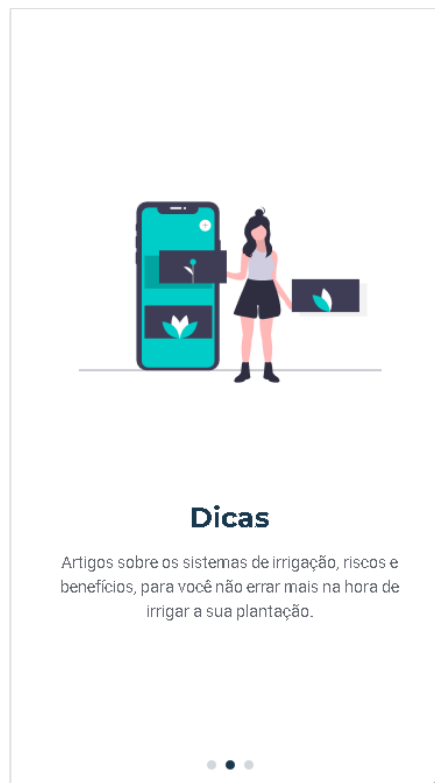 Dicas
Artigos sobre os sistemas de irrigação, riscos e
benefícios, para você não errar mais na hora de
irrigar a sua plantação.